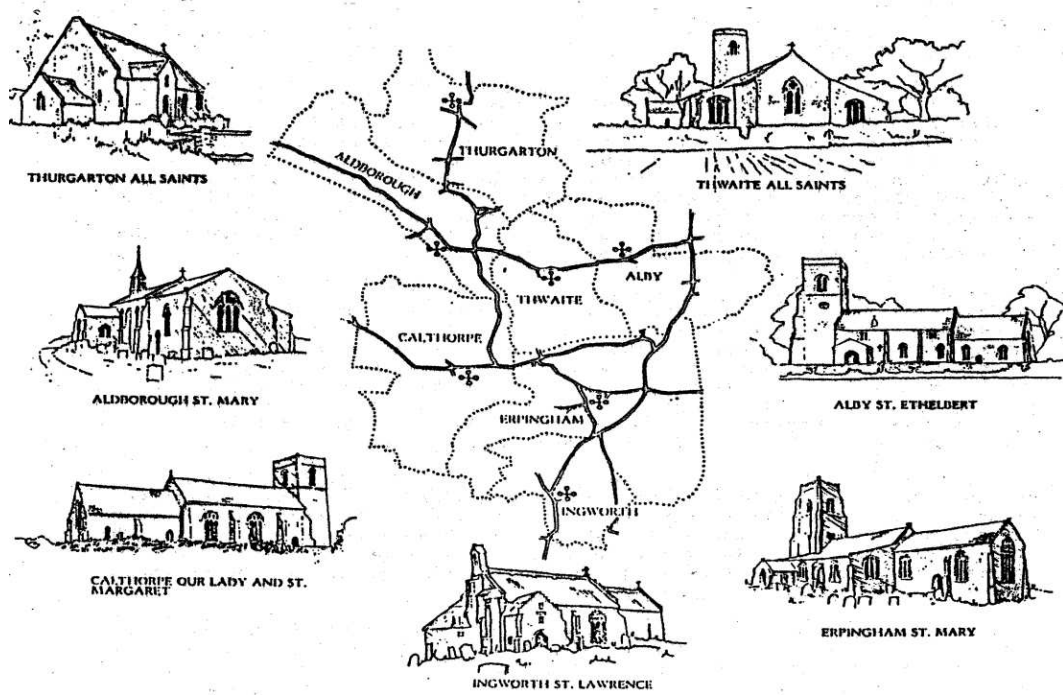 THURGARTON ALL SAINTS
THWAITE ALL SAINTS
THURGARTON
ALDBOROUGH
ALBY
THWAITE
CALTHORPE
ERPINGHAM
INGWORTH
ALDBOROUGH ST. MARY
ALBY ST. ETHELBERT
CALTHORPE OUR LADY AND ST.
MARGARET
ERPINGHAM ST. MARY
INGWORTH ST. LAWRENCE